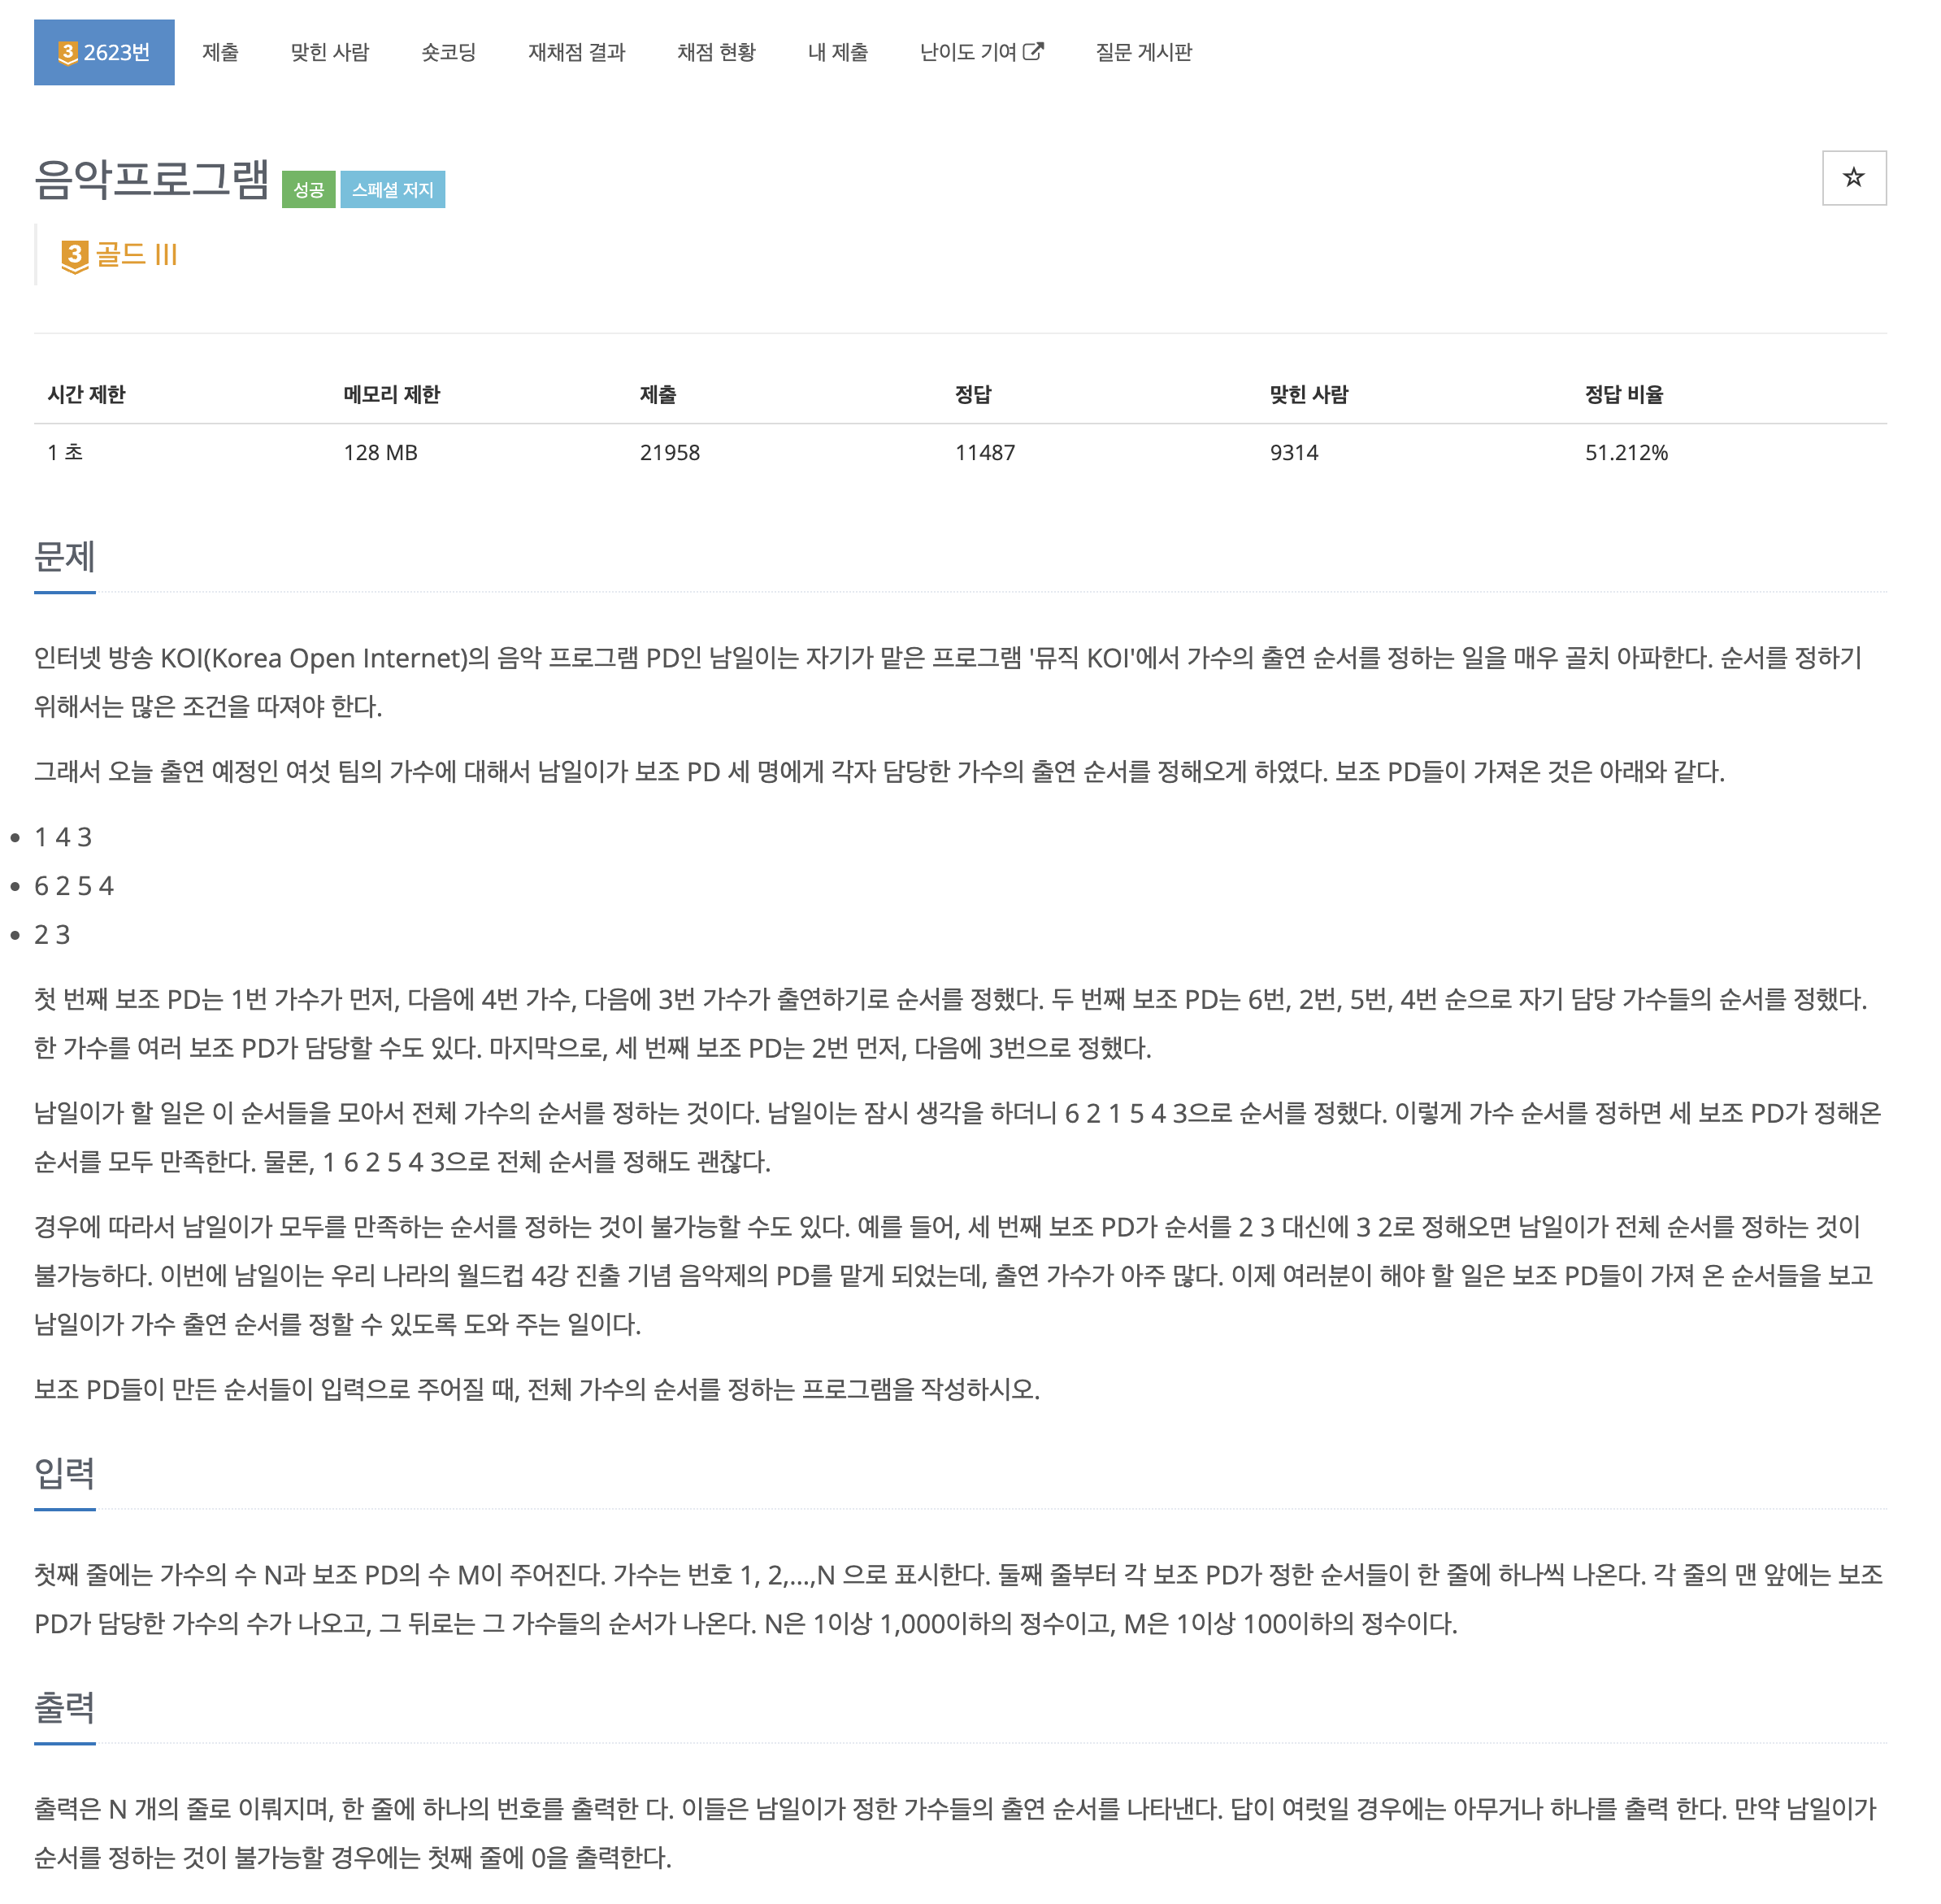 3 2623번 제출 맞힌 사람 숏코딩 재채점 결과 채점 현황 내 제출 난이도 기여 질문 게시판
음악프로그램 성공 스페셜 저지
3 골드 III
시간 제한 메모리 제한 제출 정답 맞힌 사람 정답 비율
1 초 128 MB 21958 11487 9314 51.212%
문제
인터넷 방송 KOI(Korea Open Internet)의 음악 프로그램 PD인 남일이는 자기가 맡은 프로그램 '뮤직 KOI'에서 가수의 출연 순서를 정하는 일을 매우 골치 아파한다. 순서를 정하기
위해서는 많은 조건을 따져야 한다.
그래서 오늘 출연 예정인 여섯 팀의 가수에 대해서 남일이가 보조 PD 세 명에게 각자 담당한 가수의 출연 순서를 정해오게 하였다. 보조 PD들이 가져온 것은 아래와 같다.
• 1 4 3
• 6 2 5 4
• 2 3
첫 번째 보조 PD는 1번 가수가 먼저, 다음에 4번 가수, 다음에 3번 가수가 출연하기로 순서를 정했다. 두 번째 보조 PD는 6번, 2번, 5번, 4번 순으로 자기 담당 가수들의 순서를 정했다.
한 가수를 여러 보조 PD가 담당할 수도 있다. 마지막으로, 세 번째 보조 PD는 2번 먼저, 다음에 3번으로 정했다.
남일이가 할 일은 이 순서들을 모아서 전체 가수의 순서를 정하는 것이다. 남일이는 잠시 생각을 하더니 6 2 1 5 4 3으로 순서를 정했다. 이렇게 가수 순서를 정하면 세 보조 PD가 정해온
순서를 모두 만족한다. 물론, 1 6 2 5 4 3으로 전체 순서를 정해도 괜찮다.
경우에 따라서 남일이가 모두를 만족하는 순서를 정하는 것이 불가능할 수도 있다. 예를 들어, 세 번째 보조 PD가 순서를 2 3 대신에 3 2로 정해오면 남일이가 전체 순서를 정하는 것이
불가능하다. 이번에 남일이는 우리 나라의 월드컵 4강 진출 기념 음악제의 PD를 맡게 되었는데, 출연 가수가 아주 많다. 이제 여러분이 해야 할 일은 보조 PD들이 가져 온 순서들을 보고
남일이가 가수 출연 순서를 정할 수 있도록 도와 주는 일이다.
보조 PD들이 만든 순서들이 입력으로 주어질 때, 전체 가수의 순서를 정하는 프로그램을 작성하시오.
입력
첫째 줄에는 가수의 수 N과 보조 PD의 수 M이 주어진다. 가수는 번호 1, 2,…,N 으로 표시한다. 둘째 줄부터 각 보조 PD가 정한 순서들이 한 줄에 하나씩 나온다. 각 줄의 맨 앞에는 보조
PD가 담당한 가수의 수가 나오고, 그 뒤로는 그 가수들의 순서가 나온다. N은 1이상 1,000이하의 정수이고, M은 1이상 100이하의 정수이다.
출력
출력은 N 개의 줄로 이뤄지며, 한 줄에 하나의 번호를 출력한 다. 이들은 남일이가 정한 가수들의 출연 순서를 나타낸다. 답이 여럿일 경우에는 아무거나 하나를 출력 한다. 만약 남일이가
순서를 정하는 것이 불가능할 경우에는 첫째 줄에 0을 출력한다.